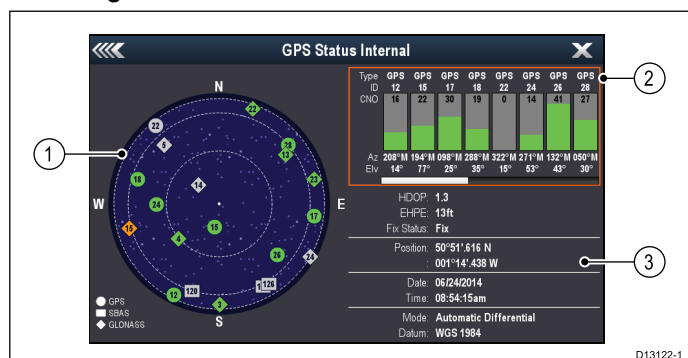 GPS Status Internal
N
W
E
S
22
22
5
28
13
18
14
23
24
17
15
15
4
26
24
12
120
126
3
GPS
SBAS
GLONASS
Type GPS GPS GPS GPS GPS GPS GPS GPS
ID 12 15 17 18 22 24 26 28
CNO 16 22 30 19 0 14 41 27
Az 208°M 194°M 098°M 288°M 322°M 271°M 132°M 050°M
Elv 14° 77° 25° 35° 15° 53° 43° 30°
HDOP: 1.3
EHPE: 13ft
Fix Status: Fix
Position: 50°51'.616 N
: 001°14'.438 W
Date: 06/24/2014
Time: 08:54:15am
Mode: Automatic Differential
Datum: WGS 1984
1
2
3
D13122-1